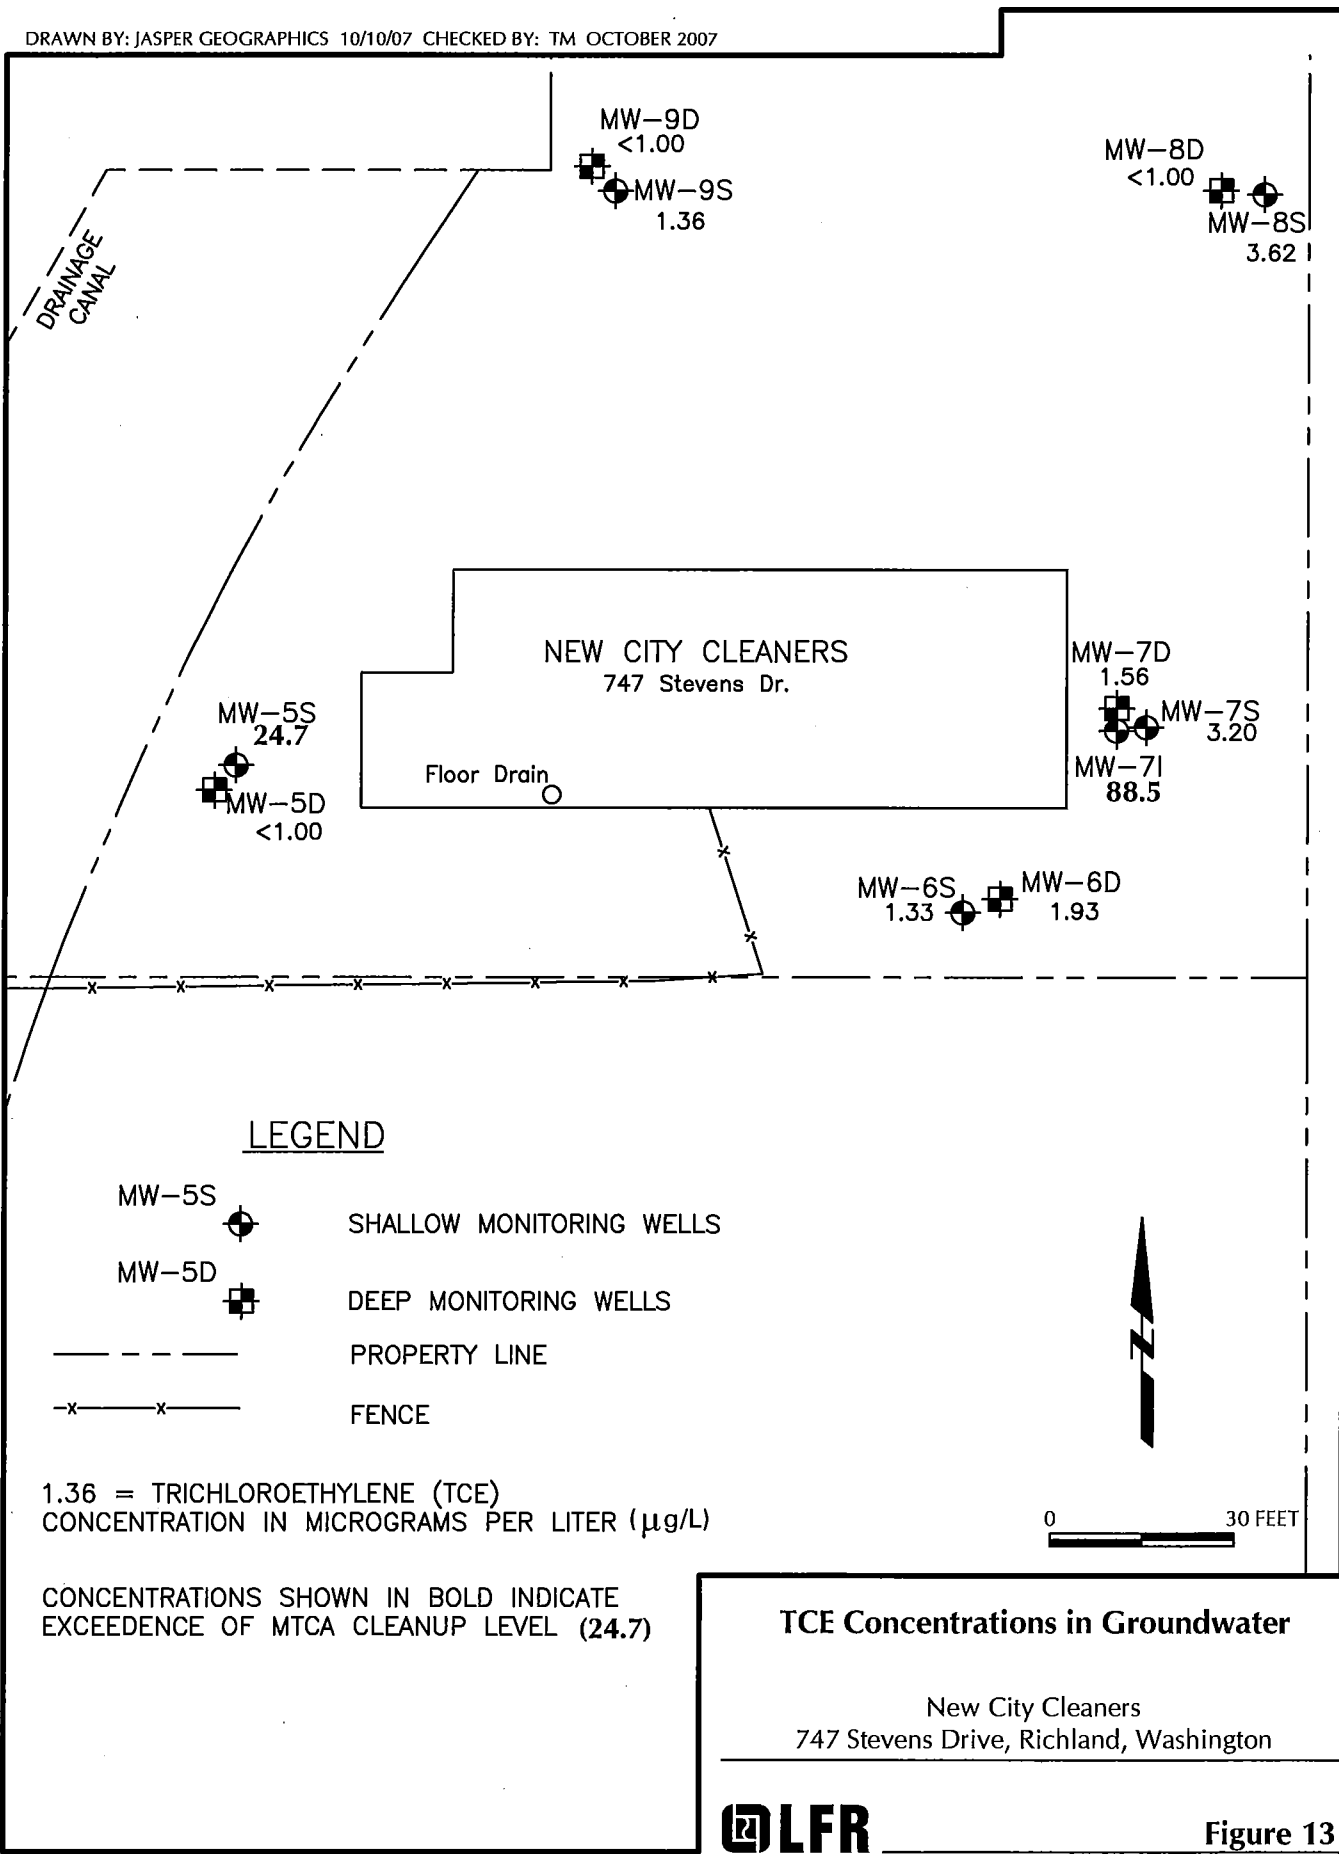 DRAWN BY: JASPER GEOGRAPHICS 10/10/07 CHECKED BY: TM OCTOBER 2007
MW-9D
<1.00
MW-9S
1.36
MW-8D
<1.00
MW-8S
3.62
DRAINAGE
CANAL
NEW CITY CLEANERS
747 Stevens Dr.
Floor Drain
MW-5S
24.7
MW-5D
<1.00
MW-7D
1.56
MW-7S
3.20
MW-7I
88.5
MW-6S
1.33
MW-6D
1.93
LEGEND
MW-5S
SHALLOW MONITORING WELLS
MW-5D
DEEP MONITORING WELLS
PROPERTY LINE
FENCE
1.36 = TRICHLOROETHYLENE (TCE)
CONCENTRATION IN MICROGRAMS PER LITER (µg/L)
CONCENTRATIONS SHOWN IN BOLD INDICATE
EXCEEDENCE OF MTCA CLEANUP LEVEL (24.7)
N
0 30 FEET
TCE Concentrations in Groundwater
New City Cleaners
747 Stevens Drive, Richland, Washington
LFR
Figure 13